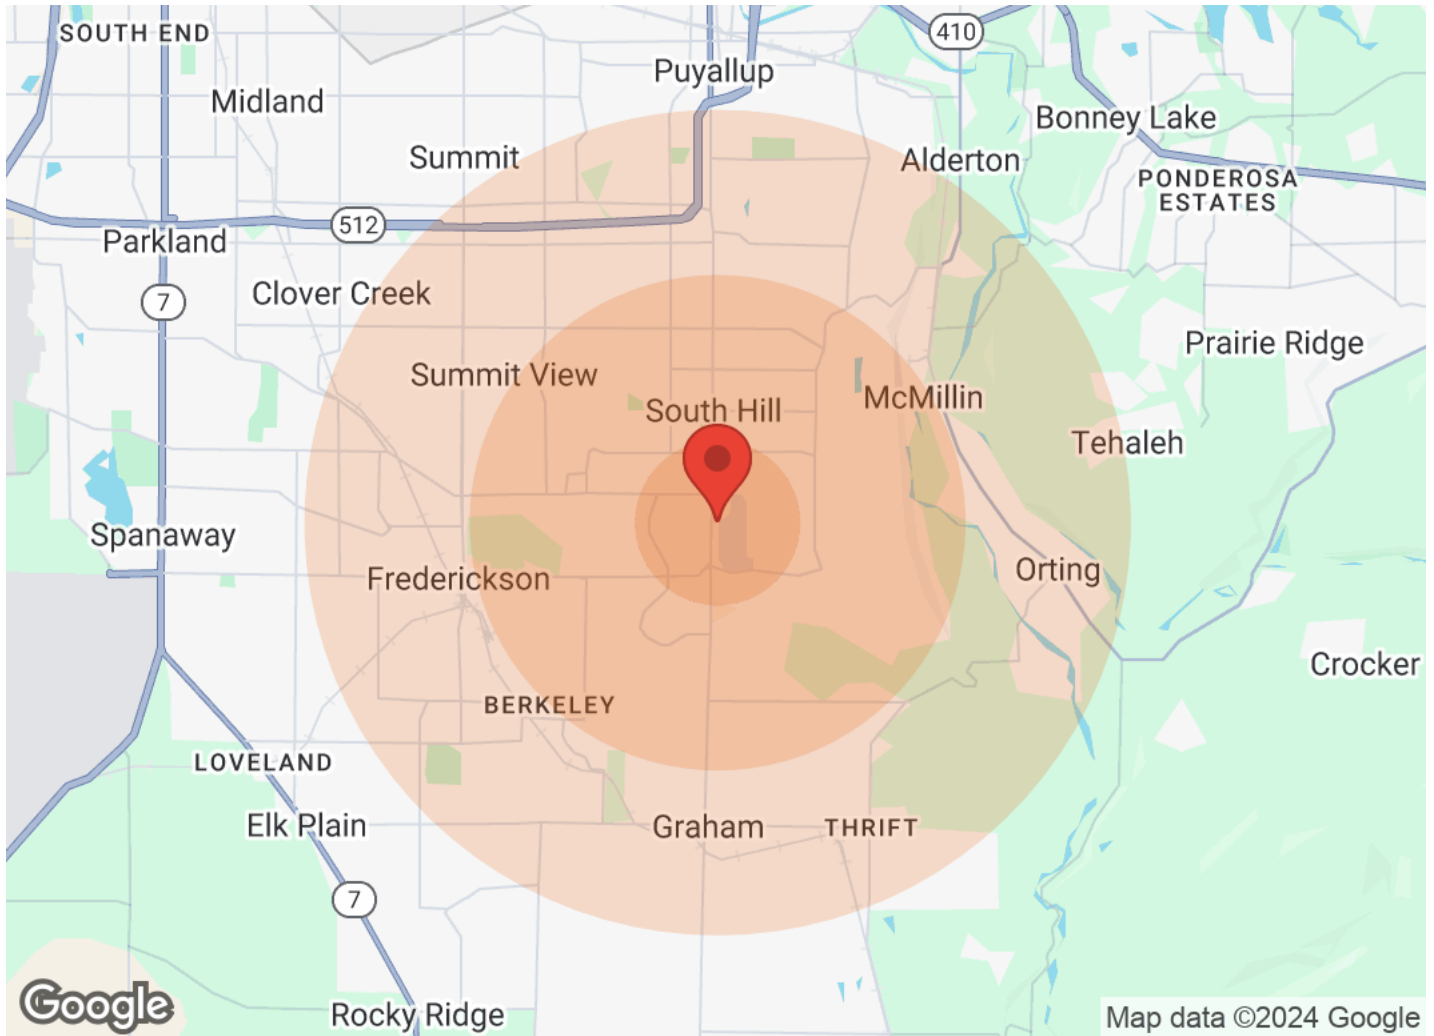 SOUTH END
410
Puyallup
Midland
Bonney Lake
Summit
Alderton
PONDEROSA
ESTATES
512
Parkland
Clover Creek
7
Prairie Ridge
Summit View
McMillin
South Hill
Tehaleh
Spanaway
Orting
Frederickson
Crocker
BERKELEY
LOVELAND
Elk Plain
Graham
THRIFT
7
Google
Rocky Ridge
Map data ©2024 Google